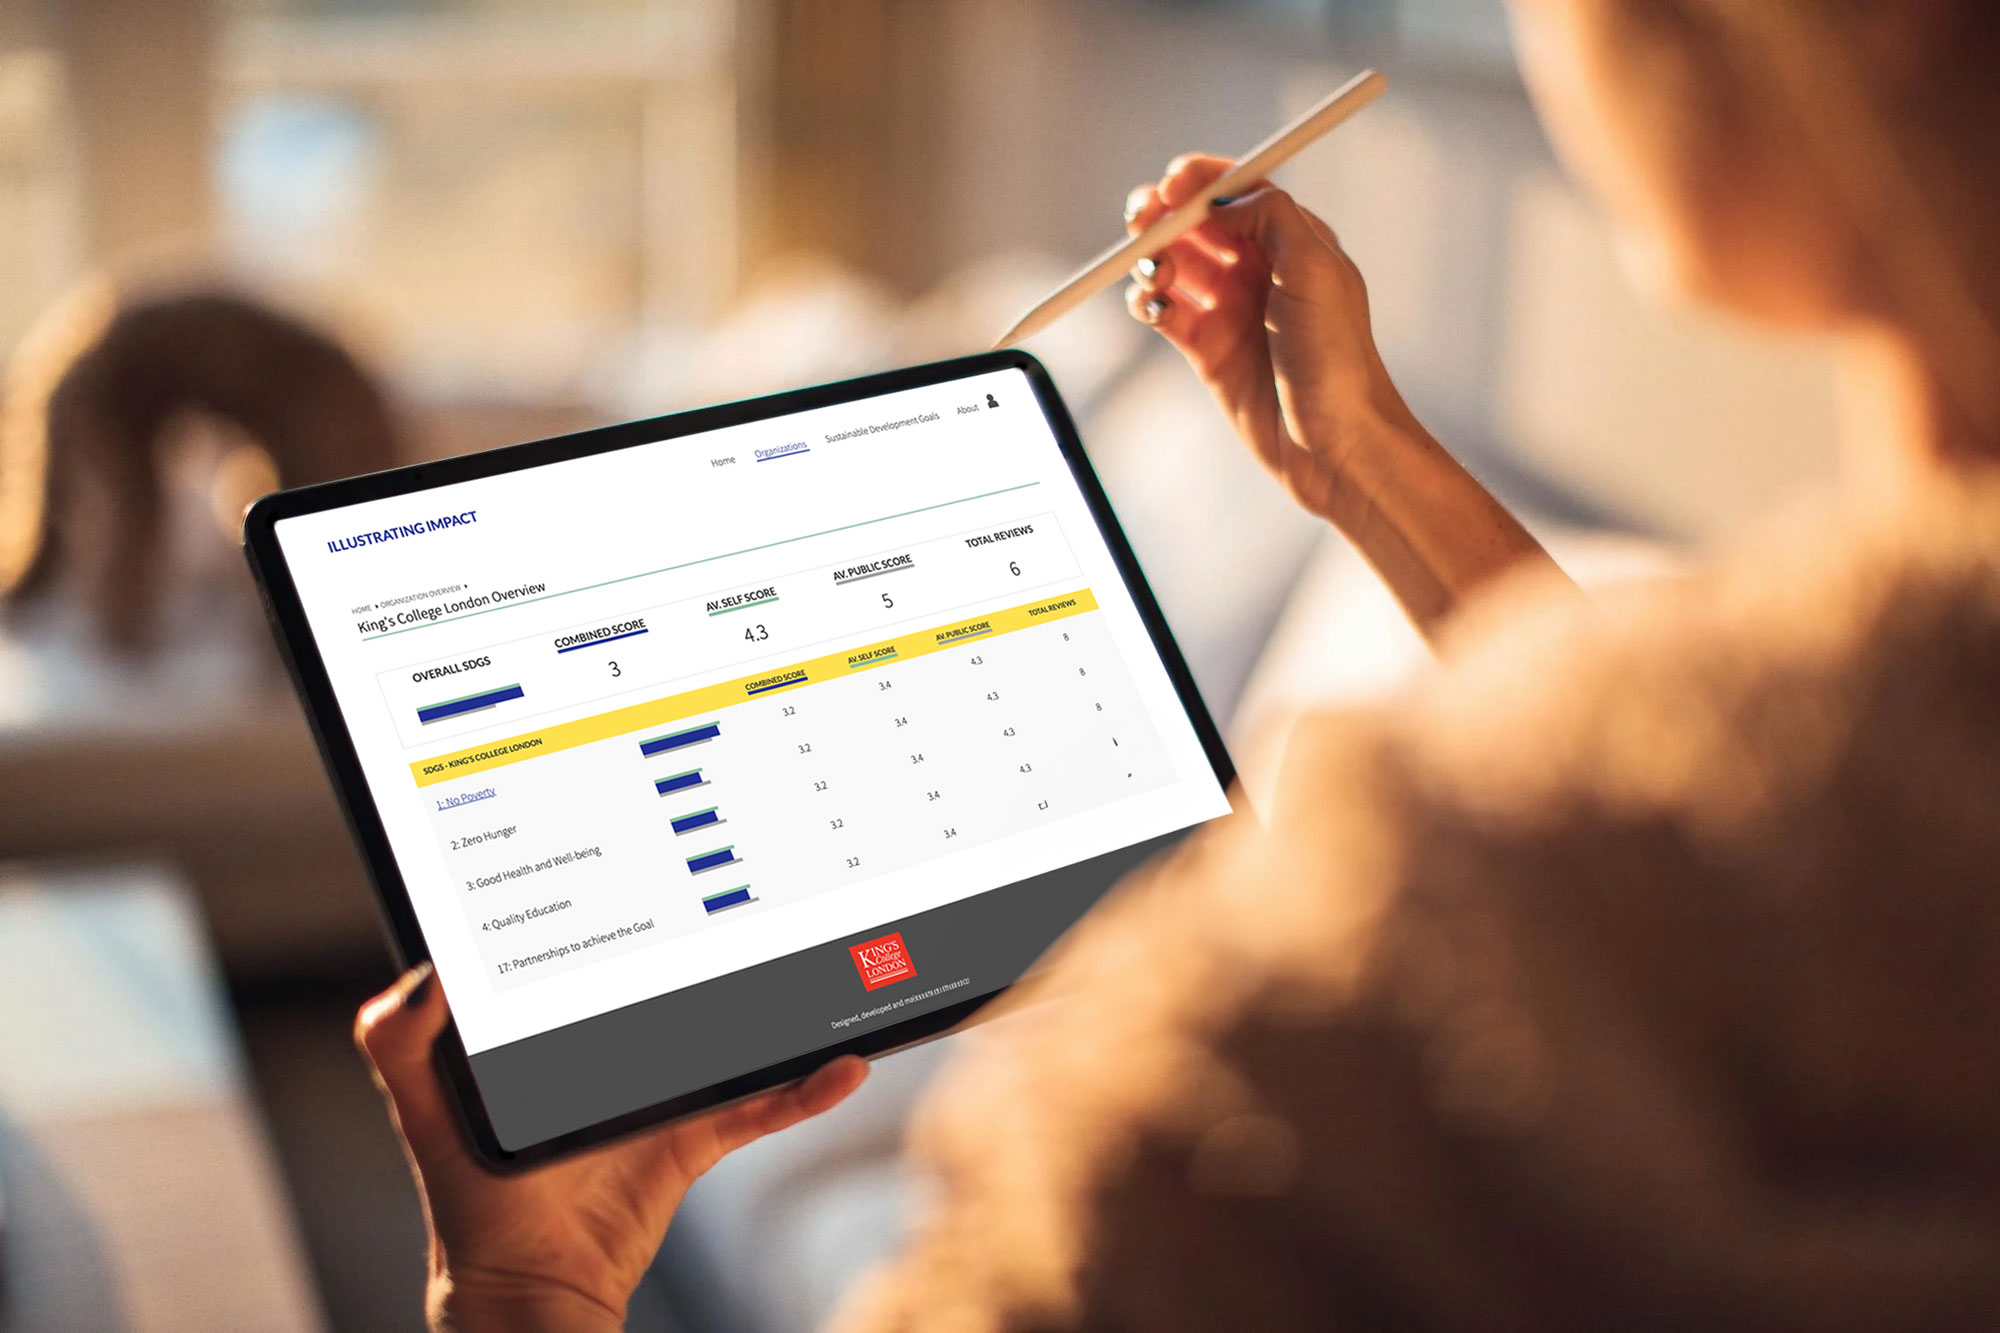 Home Organizations Sustainable Development Goals About
ILLUSTRATING IMPACT
HOME ORGANIZATION OVERVIEW
King's College London Overview
OVERALL SDGS COMBINED SCORE AV. SELF SCORE AV. PUBLIC SCORE TOTAL REVIEWS
3 4.3 5 6
SDGS - KING'S COLLEGE LONDON COMBINED SCORE AV. SELF SCORE AV. PUBLIC SCORE TOTAL REVIEWS
1: No Poverty 3.2 3.4 4.3 8
2: Zero Hunger 3.2 3.4 4.3 8
3: Good Health and Well-being 3.2 3.4 4.3 8
4: Quality Education 3.2 3.4 4.3
17: Partnerships to achieve the Goal 3.2 3.4
KING'S
College
LONDON
Designed, developed and